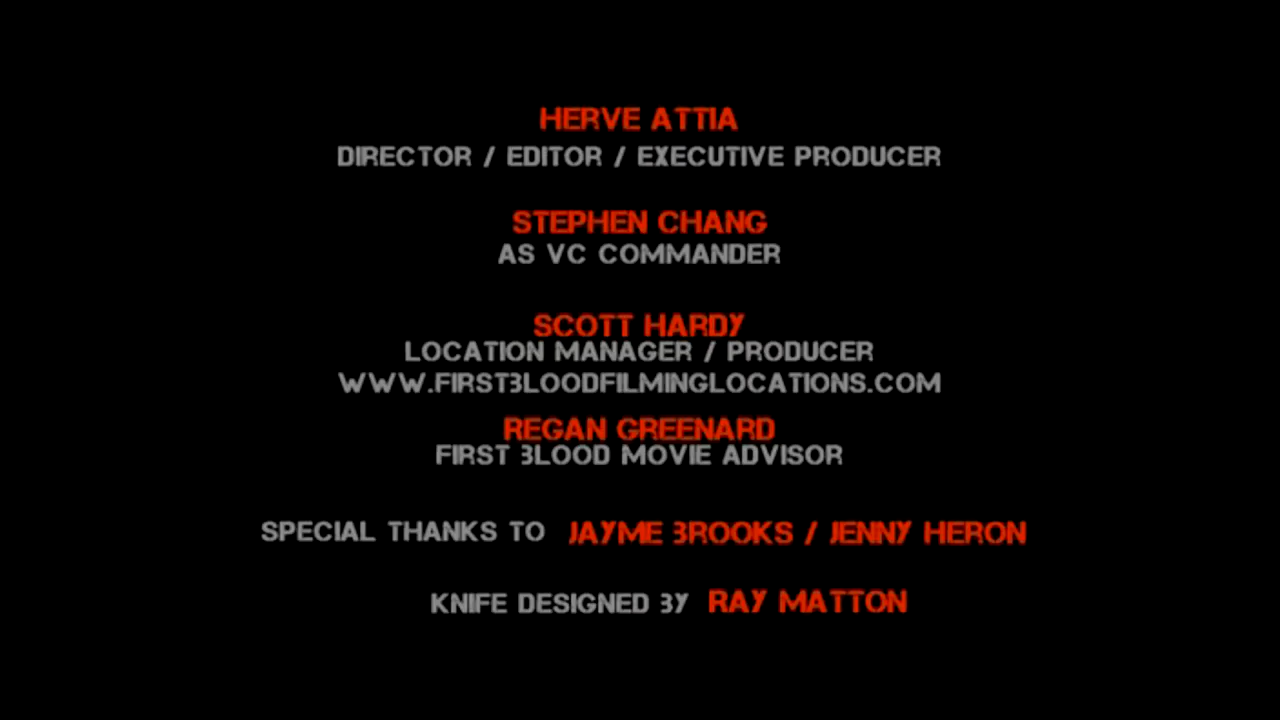 HERVE ATTIA
DIRECTOR / EDITOR / EXECUTIVE PRODUCER
STEPHEN CHANG
AS VC COMMANDER
SCOTT HARDY
LOCATION MANAGER / PRODUCER
WWW.FIRSTBLOODFILMINGLOCATIONS.COM
REGAN GREENARD
FIRST BLOOD MOVIE ADVISOR
SPECIAL THANKS TO JAYME BROOKS / JENNY HERON
KNIFE DESIGNED BY RAY MATTON